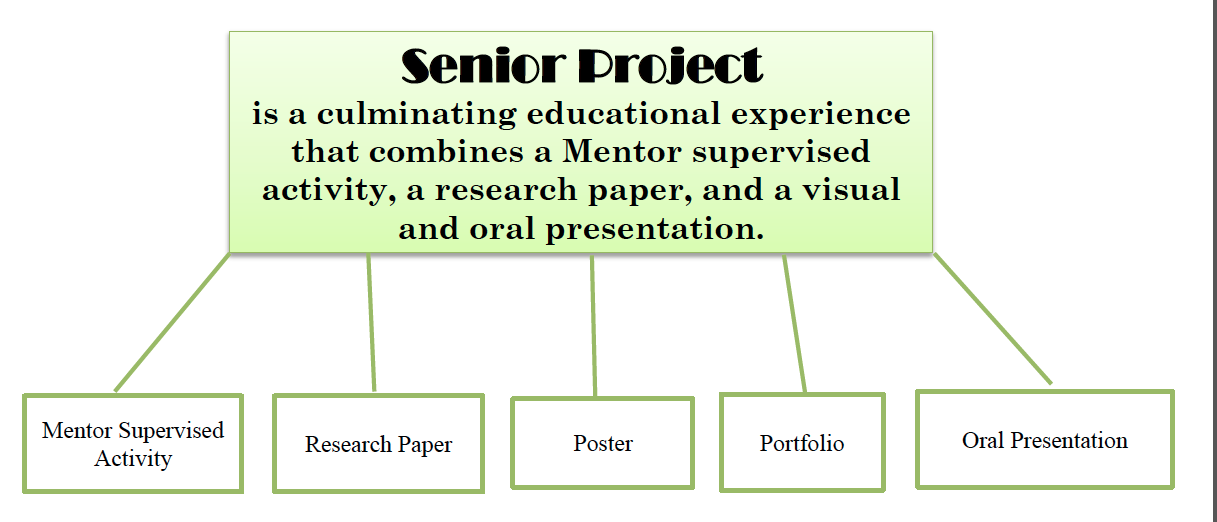 Senior Project
is a culminating educational experience
that combines a Mentor supervised
activity, a research paper, and a visual
and oral presentation.
Mentor Supervised
Activity
Research Paper
Poster
Portfolio
Oral Presentation